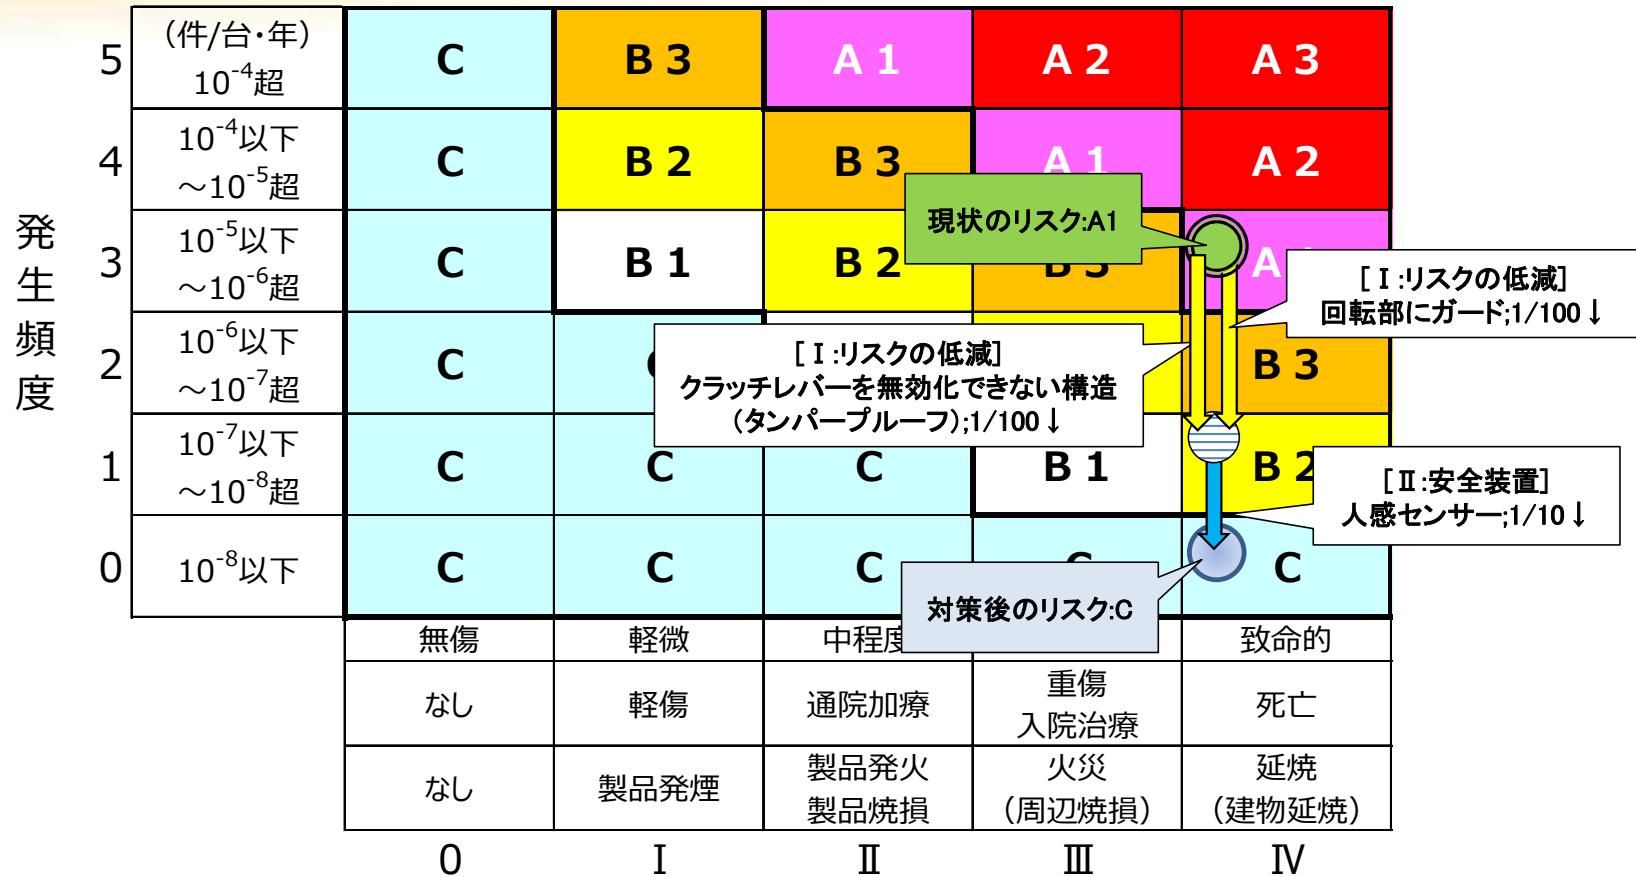 発生頻度
5
(件/台・年)
10⁻⁴超
C
B 3
A 1
A 2
A 3
4
10⁻⁴以下
～10⁻⁵超
C
B 2
B 3
A 1
A 2
現状のリスク:A1
3
10⁻⁵以下
～10⁻⁶超
C
B 1
B 2
B 3
A
[Ⅰ:リスクの低減]
回転部にガード;1/100↓
2
10⁻⁶以下
～10⁻⁷超
C
[Ⅰ:リスクの低減]
クラッチレバーを無効化できない構造
(タンパープルーフ);1/100↓
B 3
1
10⁻⁷以下
～10⁻⁸超
C
C
C
B 1
B 2
[Ⅱ:安全装置]
人感センサー;1/10↓
0
10⁻⁸以下
C
C
C
C
対策後のリスク:C
無傷
軽微
中程度
致命的
なし
軽傷
通院加療
重傷
入院治療
死亡
なし
製品発煙
製品発火
製品焼損
火災
(周辺焼損)
延焼
(建物延焼)
0
Ⅰ
Ⅱ
Ⅲ
Ⅳ